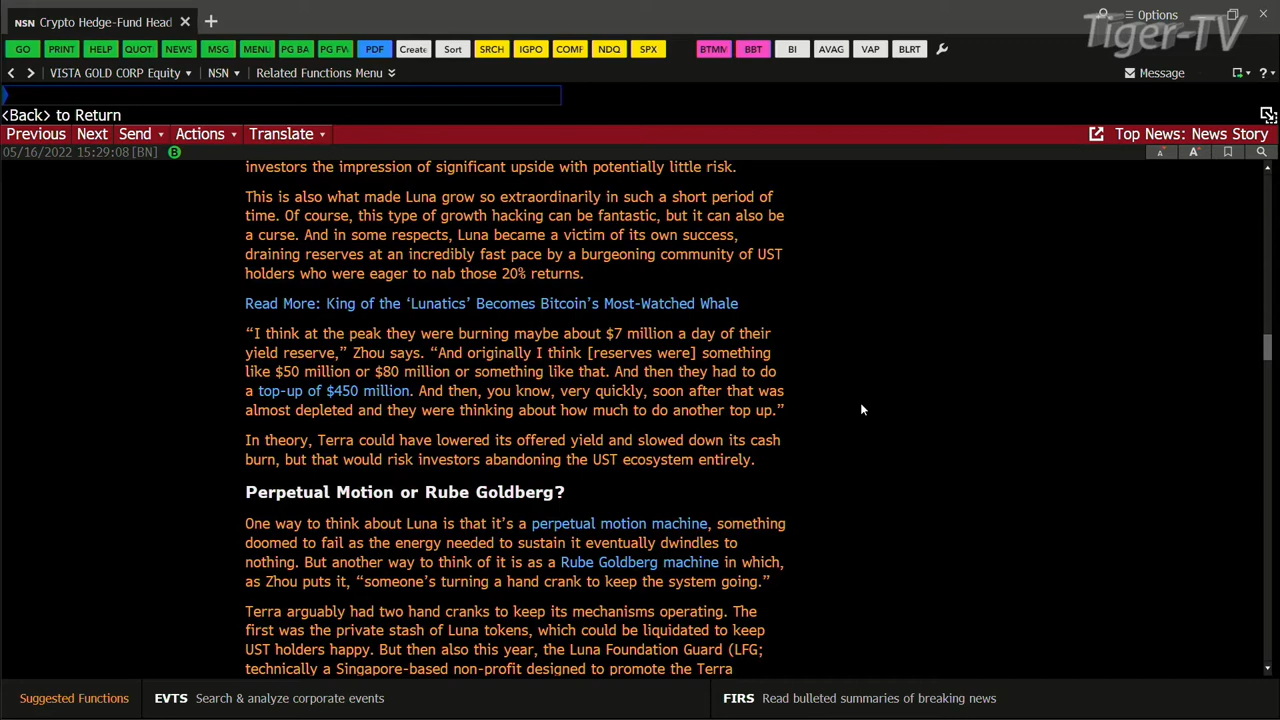 NSN Crypto Hedge-Fund Head
Options
Tiger-TV
GO PRINT HELP QUOT NEWS MSG MENU PG BA PG FW PDF Create Sort SRCH IGPO COMF NDQ SPX BTMM BBT BI AVAG VAP BLRT
VISTA GOLD CORP Equity NSN Related Functions Menu Message
<Back> to Return
Previous Next Send Actions Translate Top News: News Story
05/16/2022 15:29:08 [BN] B A A
investors the impression of significant upside with potentially little risk.
This is also what made Luna grow so extraordinarily in such a short period of
time. Of course, this type of growth hacking can be fantastic, but it can also be
a curse. And in some respects, Luna became a victim of its own success,
draining reserves at an incredibly fast pace by a burgeoning community of UST
holders who were eager to nab those 20% returns.
Read More: King of the ‘Lunatics’ Becomes Bitcoin’s Most-Watched Whale
“I think at the peak they were burning maybe about $7 million a day of their
yield reserve,” Zhou says. “And originally I think [reserves were] something
like $50 million or $80 million or something like that. And then they had to do
a top-up of $450 million. And then, you know, very quickly, soon after that was
almost depleted and they were thinking about how much to do another top up.”
In theory, Terra could have lowered its offered yield and slowed down its cash
burn, but that would risk investors abandoning the UST ecosystem entirely.
Perpetual Motion or Rube Goldberg?
One way to think about Luna is that it’s a perpetual motion machine, something
doomed to fail as the energy needed to sustain it eventually dwindles to
nothing. But another way to think of it is as a Rube Goldberg machine in which,
as Zhou puts it, “someone’s turning a hand crank to keep the system going.”
Terra arguably had two hand cranks to keep its mechanisms operating. The
first was the private stash of Luna tokens, which could be liquidated to keep
UST holders happy. But then also this year, the Luna Foundation Guard (LFG;
technically a Singapore-based non-profit designed to promote the Terra
Suggested Functions EVTS Search & analyze corporate events FIRS Read bulleted summaries of breaking news